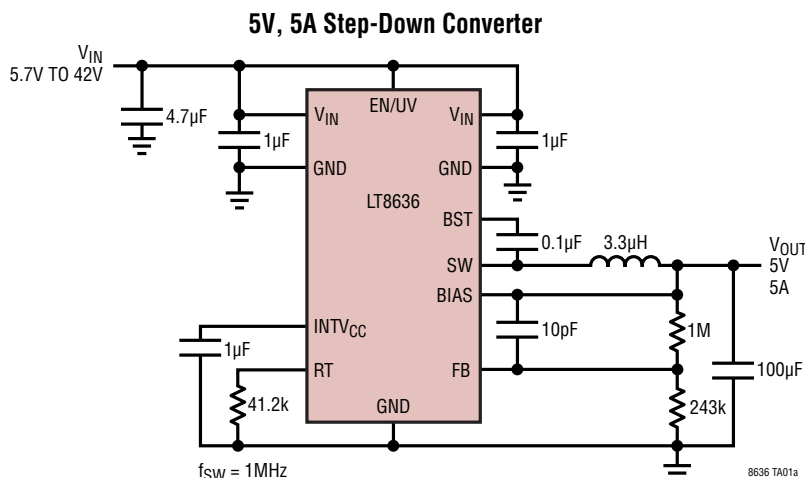 5V, 5A Step-Down Converter
VIN
5.7V TO 42V
4.7µF
1µF
VIN
EN/UV
VIN
1µF
GND
GND
LT8636
BST
0.1µF
3.3µH
SW
VOUT
5V
5A
BIAS
INTVCC
10pF
1M
1µF
RT
FB
100µF
41.2k
GND
243k
fSW = 1MHz
8636 TA01a